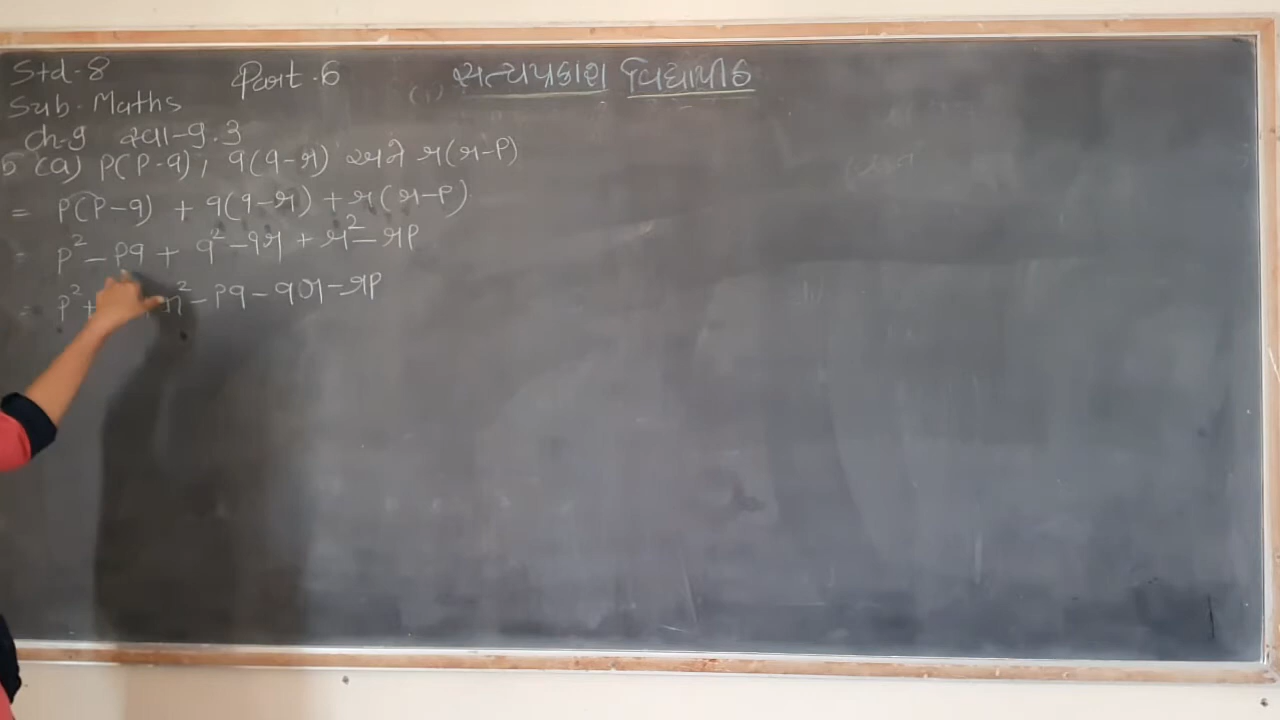 Std-8 Part.6 સત્યપ્રકાશ વિદ્યાપીઠ
Sub. Maths
Ch-9 સ્વા-9.3
5 (a) P(P-q), q(q-r) અને r(r-P)
= P(P-q) + q(q-r) + r(r-P)
= P² - Pq + q² - qr + r² - rP
= P² + r² - Pq - qr - rP